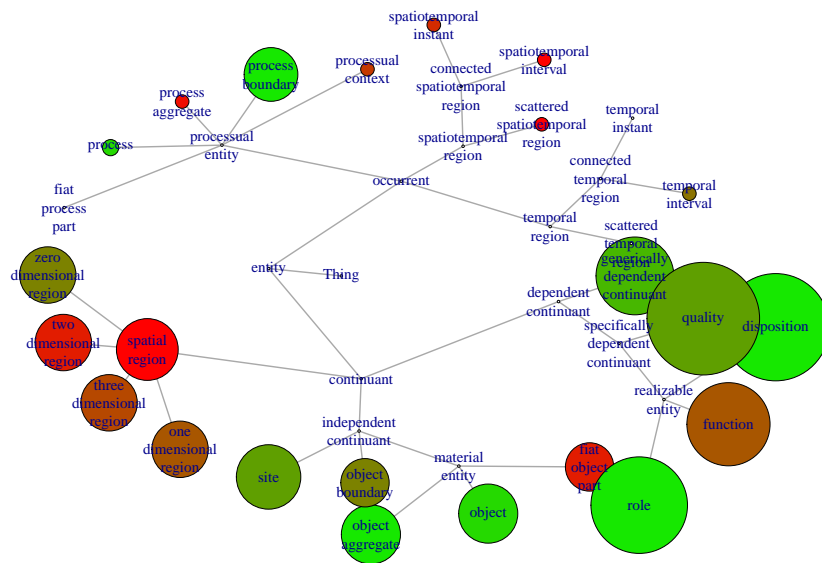 spatiotemporal
instant
process
boundary
processual
context
spatiotemporal
interval
connected
spatiotemporal
region
process
aggregate
scattered
spatiotemporal
region
temporal
instant
process
processual
entity
spatiotemporal
region
connected
temporal
region
occurrent
temporal
interval
fiat
process
part
temporal
region
scattered
temporal
region
zero
dimensional
region
entity
Thing
generically
dependent
continuant
dependent
continuant
quality
disposition
two
dimensional
region
spatial
region
specifically
dependent
continuant
continuant
three
dimensional
region
realizable
entity
one
dimensional
region
independent
continuant
function
material
entity
fiat
object
part
site
object
boundary
object
role
object
aggregate